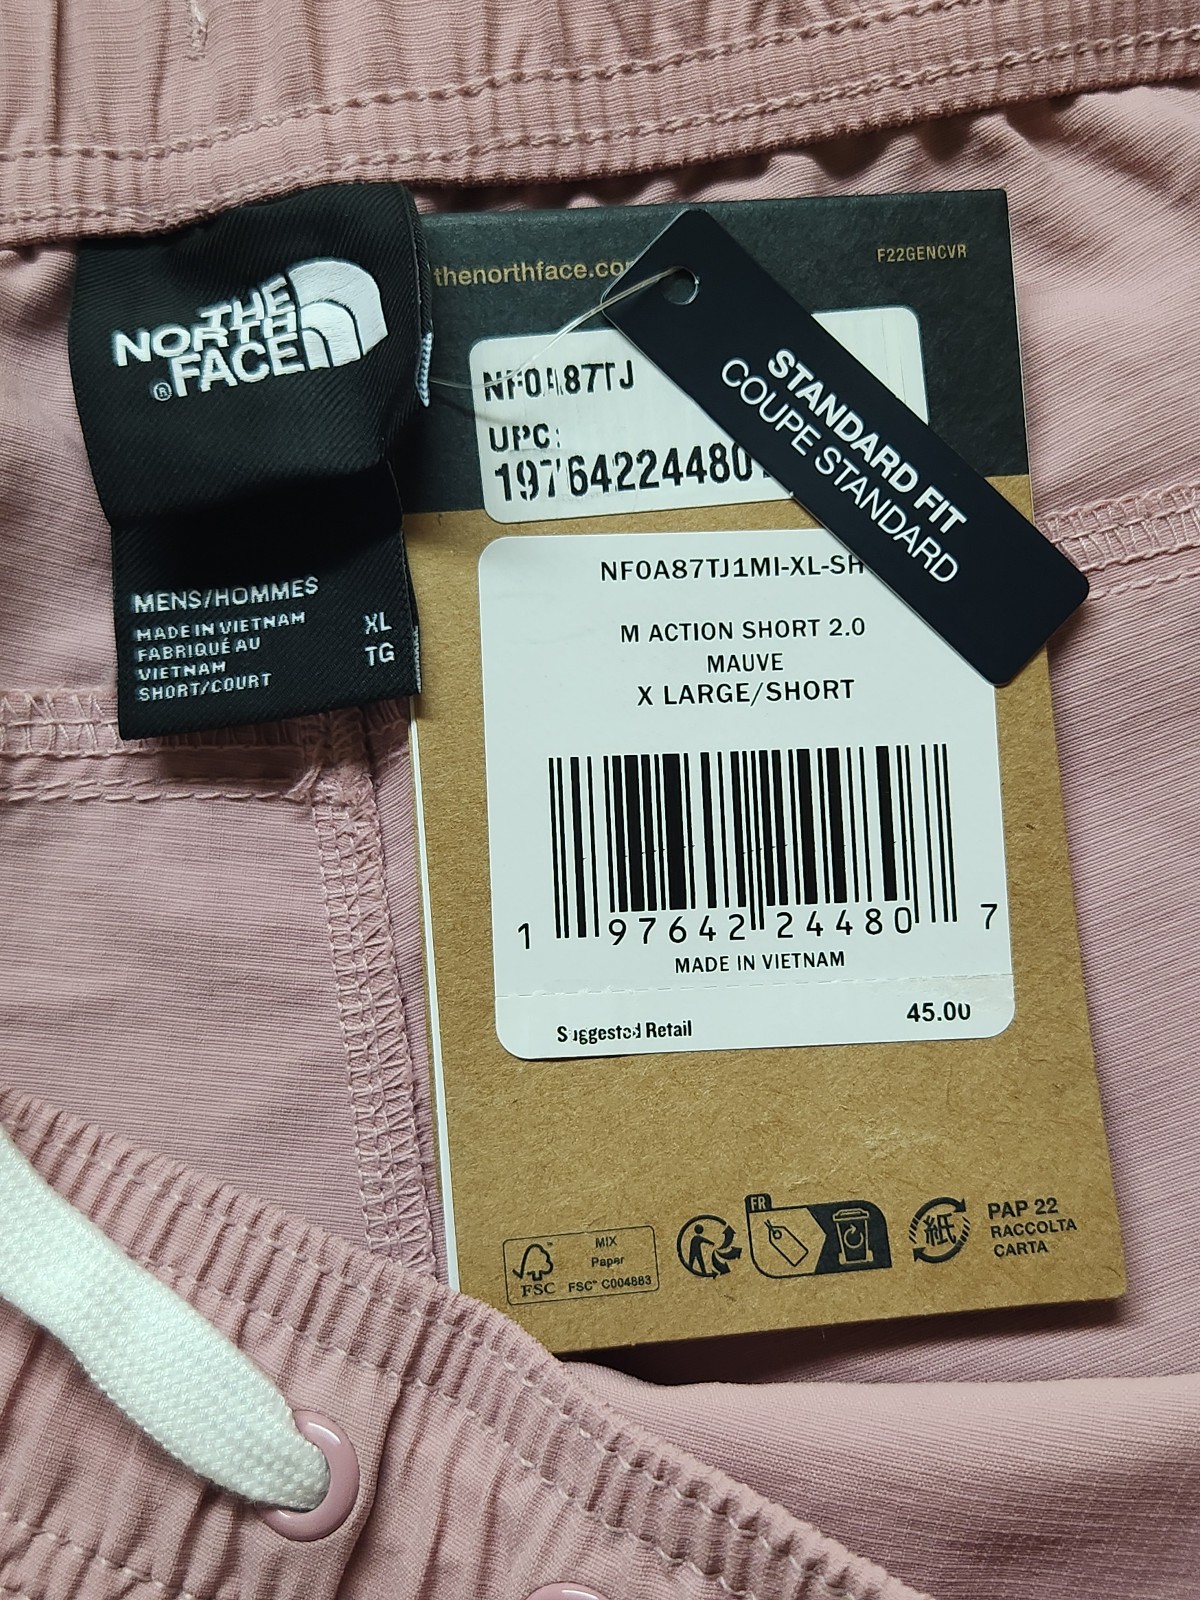 THE
NORTH
FACE®
MENS/HOMMES
MADE IN VIETNAM
FABRIQUÉ AU
VIETNAM
SHORT/COURT
XL
TG
thenorthface.co
F22GENCVR
NF0A87TJ
UPC:
19764224480
STANDARD FIT
COUPE STANDARD
NF0A87TJ1MI-XL-SH
M ACTION SHORT 2.0
MAUVE
X LARGE/SHORT
1 97642 24480 7
MADE IN VIETNAM
Suggested Retail 45.00
FSC
MIX
Paper
FSC™ C004883
FR
紙
PAP 22
RACCOLTA
CARTA